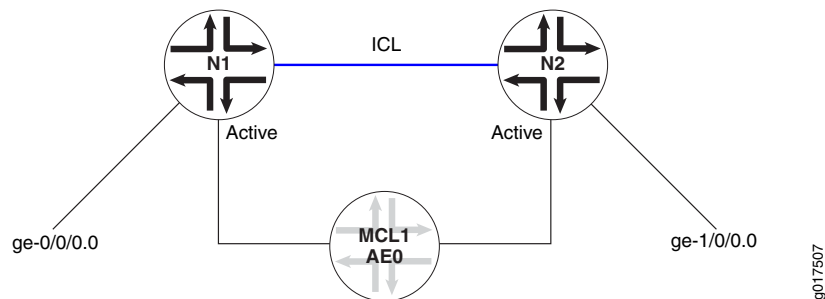 ICL
N1
N2
Active
Active
ge-0/0/0.0
MCL1
AE0
ge-1/0/0.0
g017507